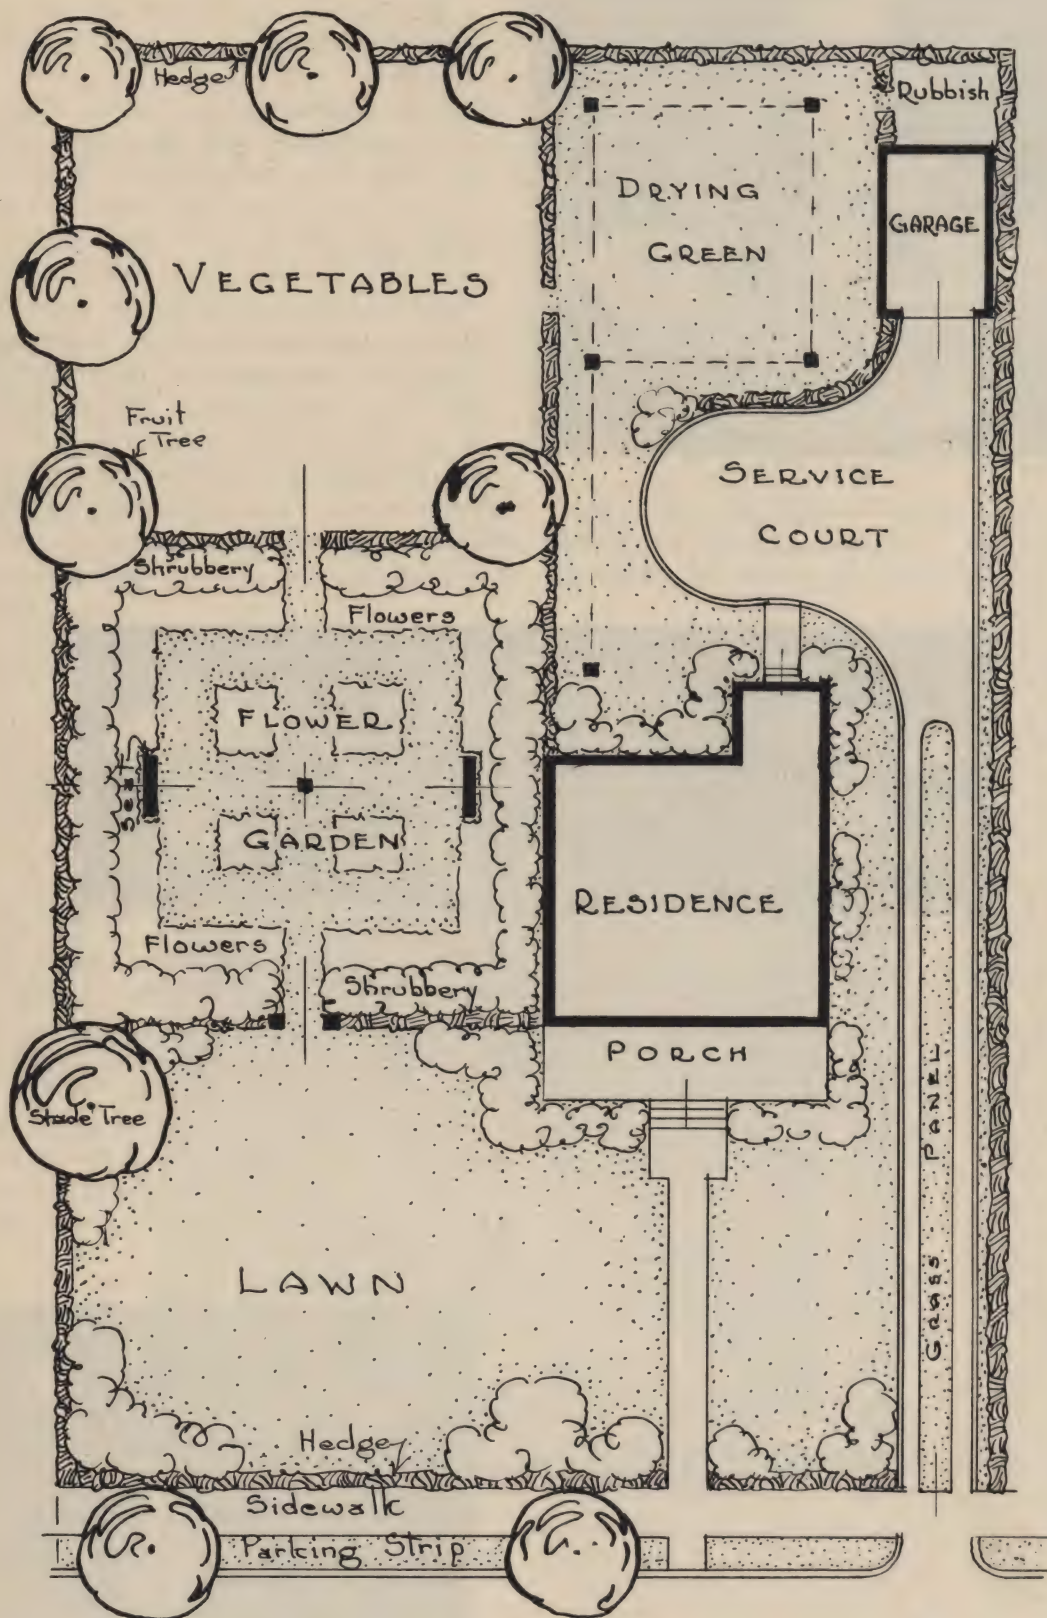 Hedge
Rubbish
DRYING
GREEN
GARAGE
VEGETABLES
Fruit
Tree
SERVICE
COURT
Shrubbery
Flowers
FLOWER
Seat
GARDEN
RESIDENCE
Flowers
Shrubbery
PORCH
Shade Tree
GRASS PANEL
LAWN
Hedge
Sidewalk
Parking Strip